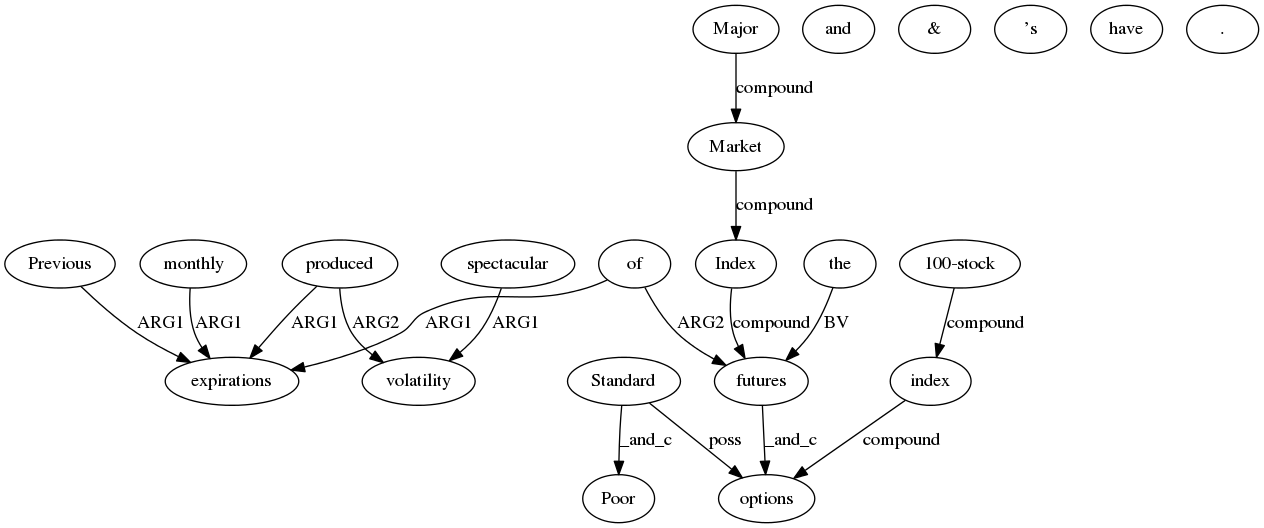 Major and & ’s have .
compound
Market
compound
Previous monthly produced spectacular of Index the 100-stock
ARG1 ARG1 ARG1 ARG2 ARG1 ARG1 ARG2 compound BV compound
expirations volatility Standard futures index
_and_c poss _and_c compound
Poor options